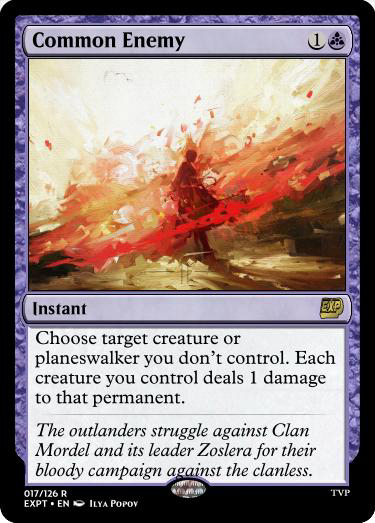 Common Enemy 1
Instant EXP
Choose target creature or
planeswalker you don't control. Each
creature you control deals 1 damage
to that permanent.
The outlanders struggle against Clan
Mordel and its leader Zoslera for their
bloody campaign against the clanless.
017/126 R TVP
EXPT • EN Ilya Popov